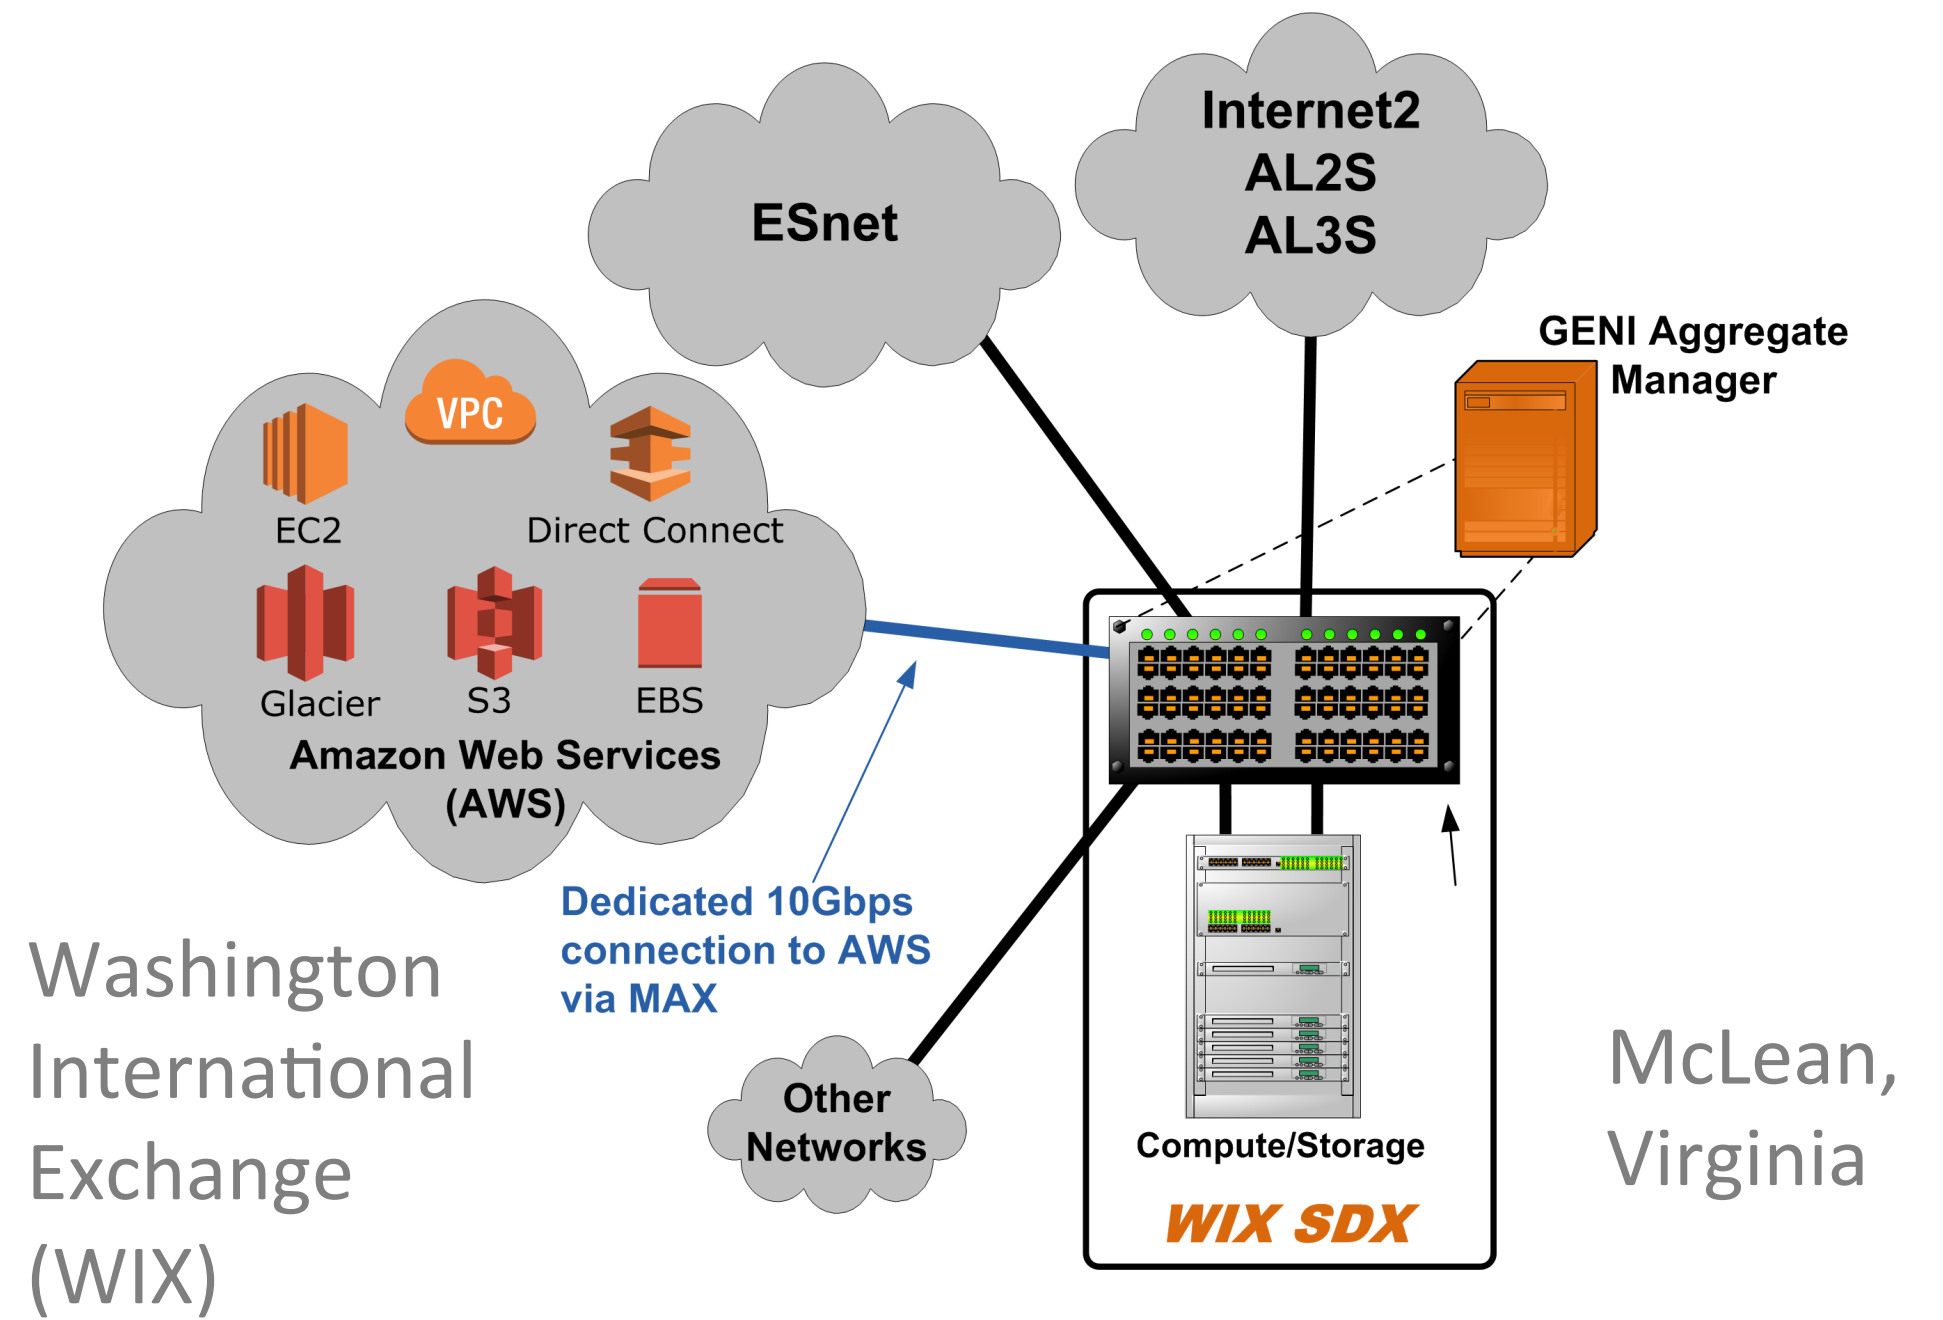 Internet2
AL2S
AL3S
ESnet
GENI Aggregate
Manager
VPC
EC2
Direct Connect
Glacier
S3
EBS
Amazon Web Services
(AWS)
Dedicated 10Gbps
connection to AWS
via MAX
Washington
International
Exchange
(WIX)
McLean,
Virginia
Other
Networks
Compute/Storage
WIX SDX